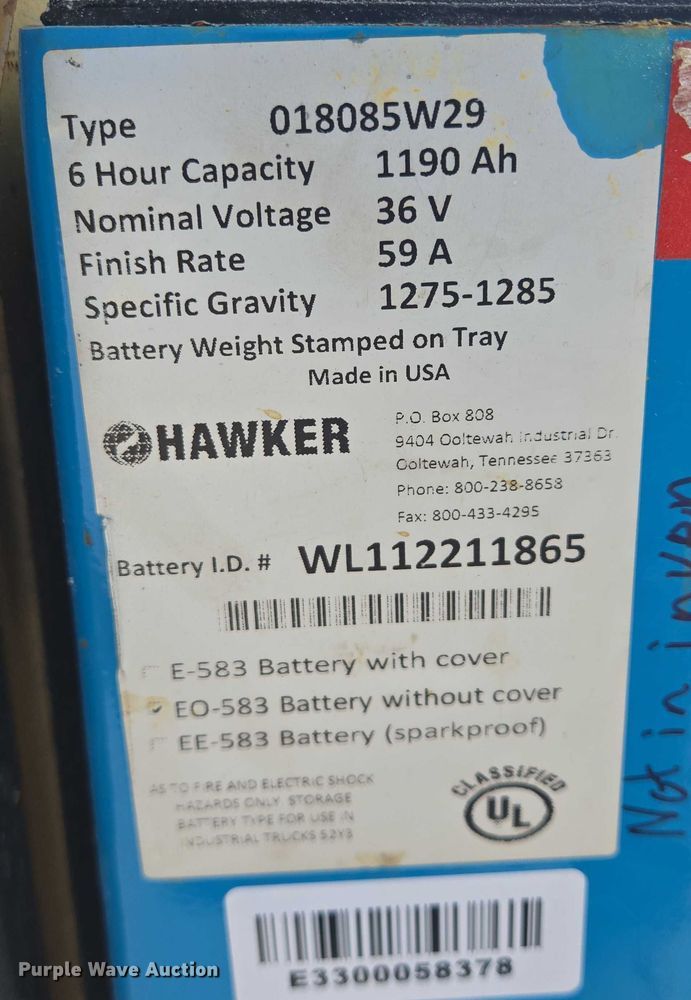 Type 018085W29
6 Hour Capacity 1190 Ah
Nominal Voltage 36 V
Finish Rate 59 A
Specific Gravity 1275-1285
Battery Weight Stamped on Tray
Made in USA
HAWKER
P.O. Box 808
9404 Ooltewah Industrial Dr.
Ooltewah, Tennessee 37363
Phone: 800-238-8658
Fax: 800-433-4295
Battery I.D. # WL112211865
E-583 Battery with cover
EO-583 Battery without cover
EE-583 Battery (sparkproof)
AS TO FIRE AND ELECTRIC SHOCK
HAZARDS ONLY STORAGE
BATTERY TYPE FOR USE IN
INDUSTRIAL TRUCKS 52Y3
CLASSIFIED
UL
E3300058378
Not in
Purple Wave Auction